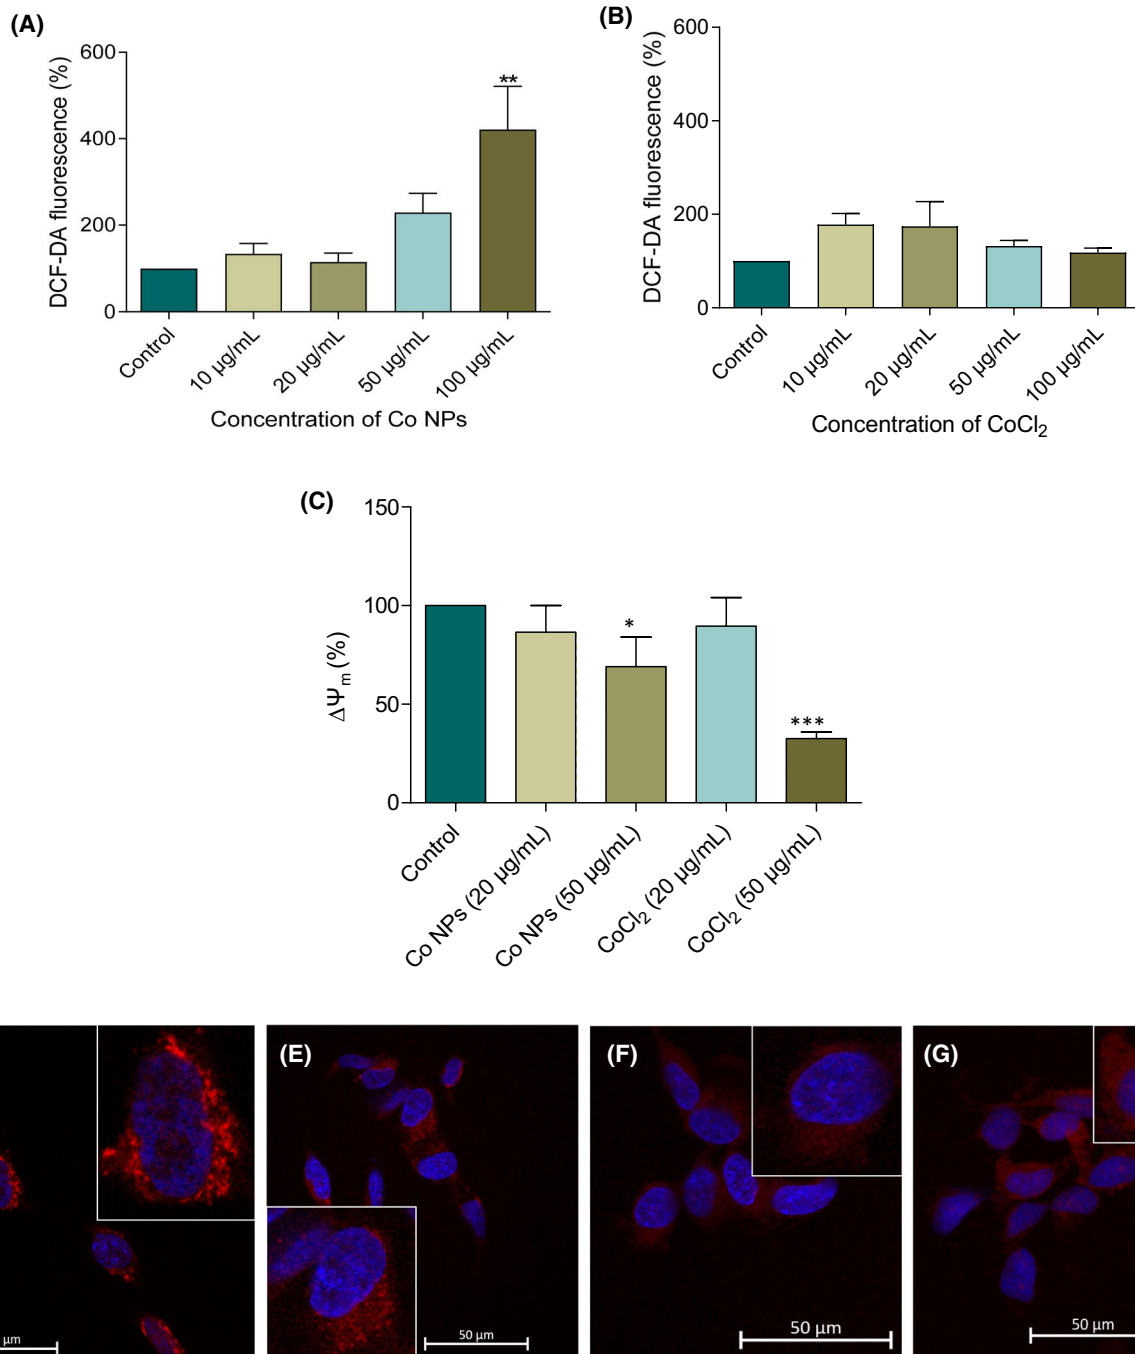 (A)
DCF-DA fluorescence (%)
600
400
200
0
**
Control
10 µg/mL
20 µg/mL
50 µg/mL
100 µg/mL
Concentration of Co NPs
(B)
DCF-DA fluorescence (%)
600
400
200
0
Control
10 µg/mL
20 µg/mL
50 µg/mL
100 µg/mL
Concentration of CoCl2
(C)
ΔΨm (%)
150
100
50
0
*
***
Control
Co NPs (20 µg/mL)
Co NPs (50 µg/mL)
CoCl2 (20 µg/mL)
CoCl2 (50 µg/mL)
µm
(E)
50 µm
(F)
50 µm
(G)
50 µm